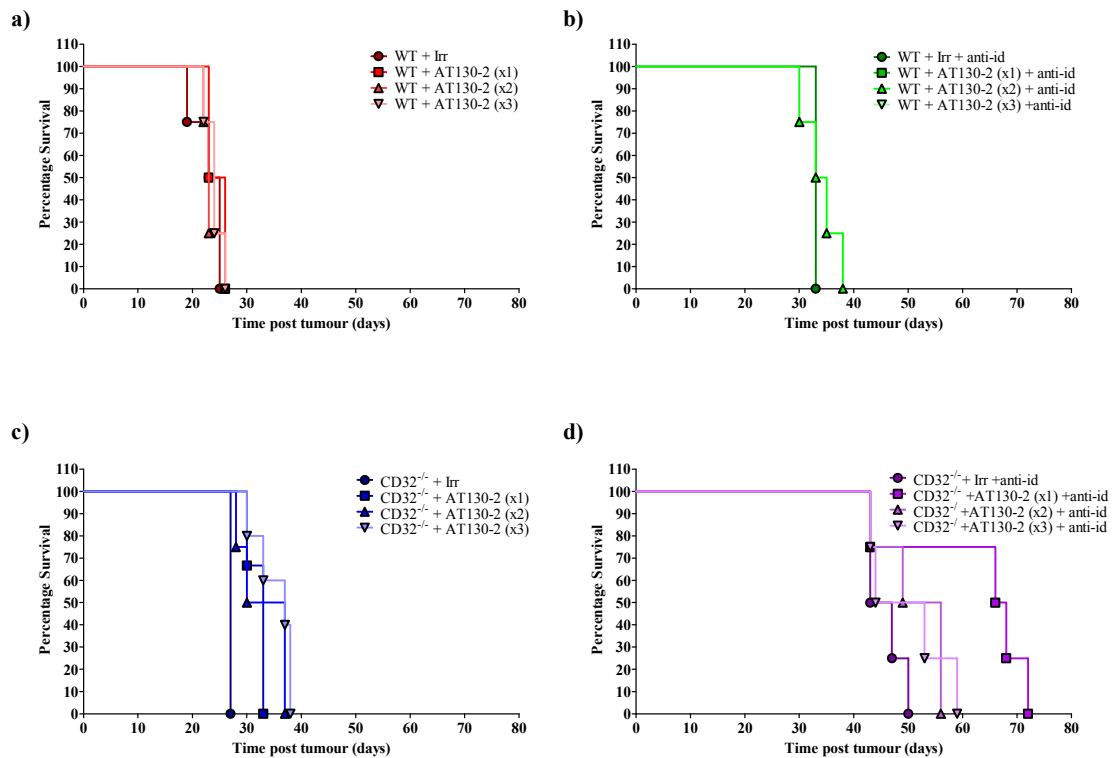 a)
110
100
90
80
70
60
50
40
30
20
10
0
Percentage Survival
0 10 20 30 40 50 60 70 80
Time post tumour (days)
WT + Irr
WT + AT130-2 (x1)
WT + AT130-2 (x2)
WT + AT130-2 (x3)
b)
110
100
90
80
70
60
50
40
30
20
10
0
Percentage Survival
0 10 20 30 40 50 60 70 80
Time post tumour (days)
WT + Irr + anti-id
WT + AT130-2 (x1) + anti-id
WT + AT130-2 (x2) + anti-id
WT + AT130-2 (x3) +anti-id
c)
110
100
90
80
70
60
50
40
30
20
10
0
Percentage Survival
0 10 20 30 40 50 60 70 80
Time post tumour (days)
CD32-/- + Irr
CD32-/- + AT130-2 (x1)
CD32-/- + AT130-2 (x2)
CD32-/- + AT130-2 (x3)
d)
110
100
90
80
70
60
50
40
30
20
10
0
Percentage Survival
0 10 20 30 40 50 60 70 80
Time post tumour (days)
CD32-/- + Irr +anti-id
CD32-/- +AT130-2 (x1) +anti-id
CD32-/ +AT130-2 (x2) + anti-id
CD32-/ +AT130-2 (x3) + anti-id